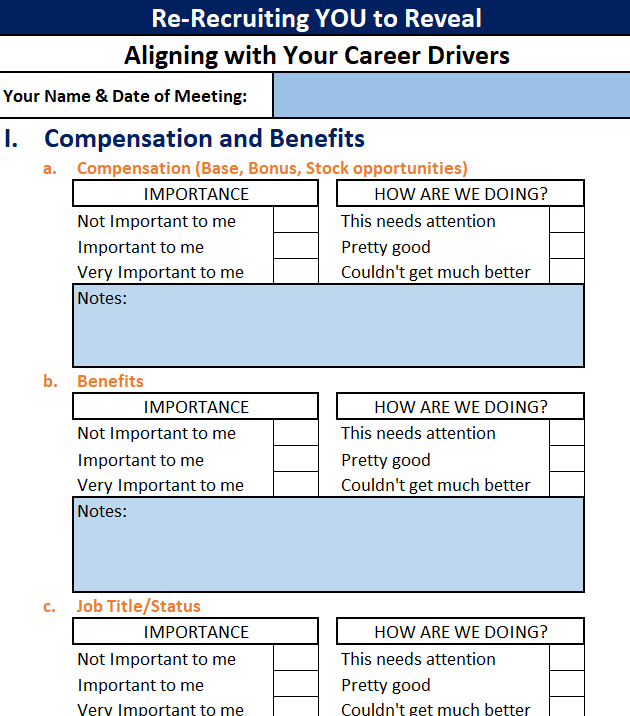 Re-Recruiting YOU to Reveal
Aligning with Your Career Drivers
Your Name & Date of Meeting:
I. Compensation and Benefits
a. Compensation (Base, Bonus, Stock opportunities)
IMPORTANCE HOW ARE WE DOING?
Not Important to me This needs attention
Important to me Pretty good
Very Important to me Couldn't get much better
Notes:
b. Benefits
IMPORTANCE HOW ARE WE DOING?
Not Important to me This needs attention
Important to me Pretty good
Very Important to me Couldn't get much better
Notes:
c. Job Title/Status
IMPORTANCE HOW ARE WE DOING?
Not Important to me This needs attention
Important to me Pretty good
Very Important to me Couldn't get much better